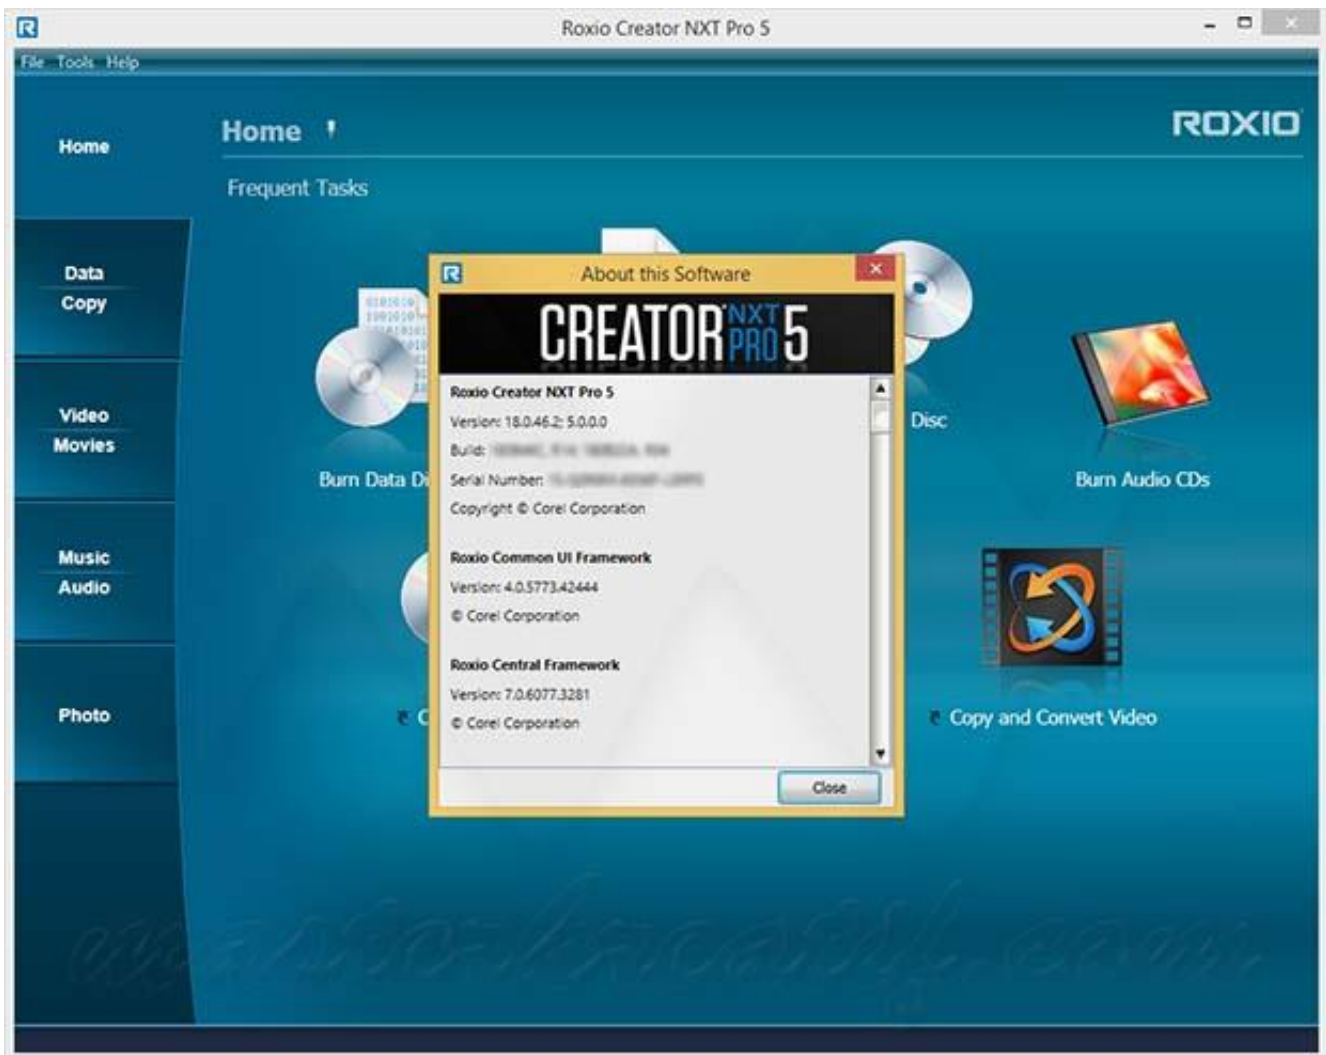 Roxio Creator NXT Pro 5
File Tools Help
ROXIO
Home
Home
Frequent Tasks
Data
Copy
Video
Movies
Music
Audio
Photo
Burn Data Di
Disc
Burn Audio CDs
C
Copy and Convert Video
About this Software
CREATOR NXT PRO 5
Roxio Creator NXT Pro 5
Version: 18.0.46.2; 5.0.0.0
Build:
Serial Number:
Copyright © Corel Corporation
Roxio Common UI Framework
Version: 4.0.5773.42444
© Corel Corporation
Roxio Central Framework
Version: 7.0.6077.3281
© Corel Corporation
Close